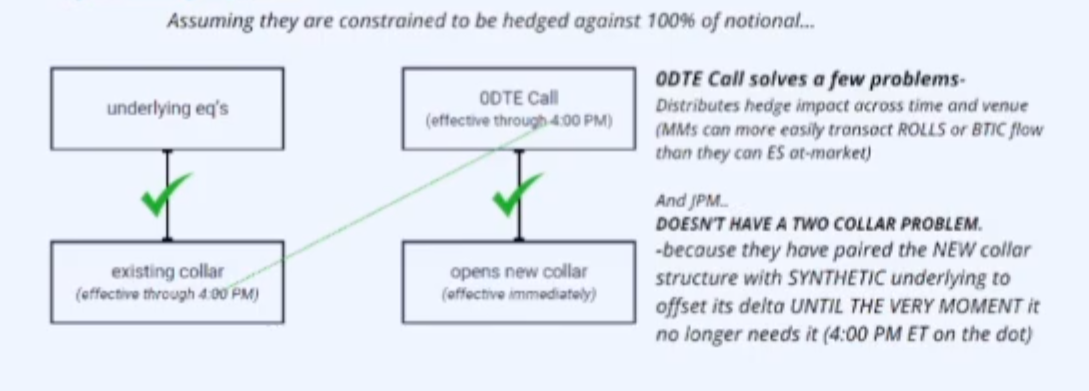 Assuming they are constrained to be hedged against 100% of notional...
underlying eq's
existing collar
(effective through 4:00 PM)
0DTE Call
(effective through 4:00 PM)
opens new collar
(effective immediately)
0DTE Call solves a few problems-
Distributes hedge impact across time and venue
(MMs can more easily transact ROLLS or BTIC flow
than they can ES at-market)
And JPM..
DOESN'T HAVE A TWO COLLAR PROBLEM.
-because they have paired the NEW collar
structure with SYNTHETIC underlying to
offset its delta UNTIL THE VERY MOMENT it
no longer needs it (4:00 PM ET on the dot)